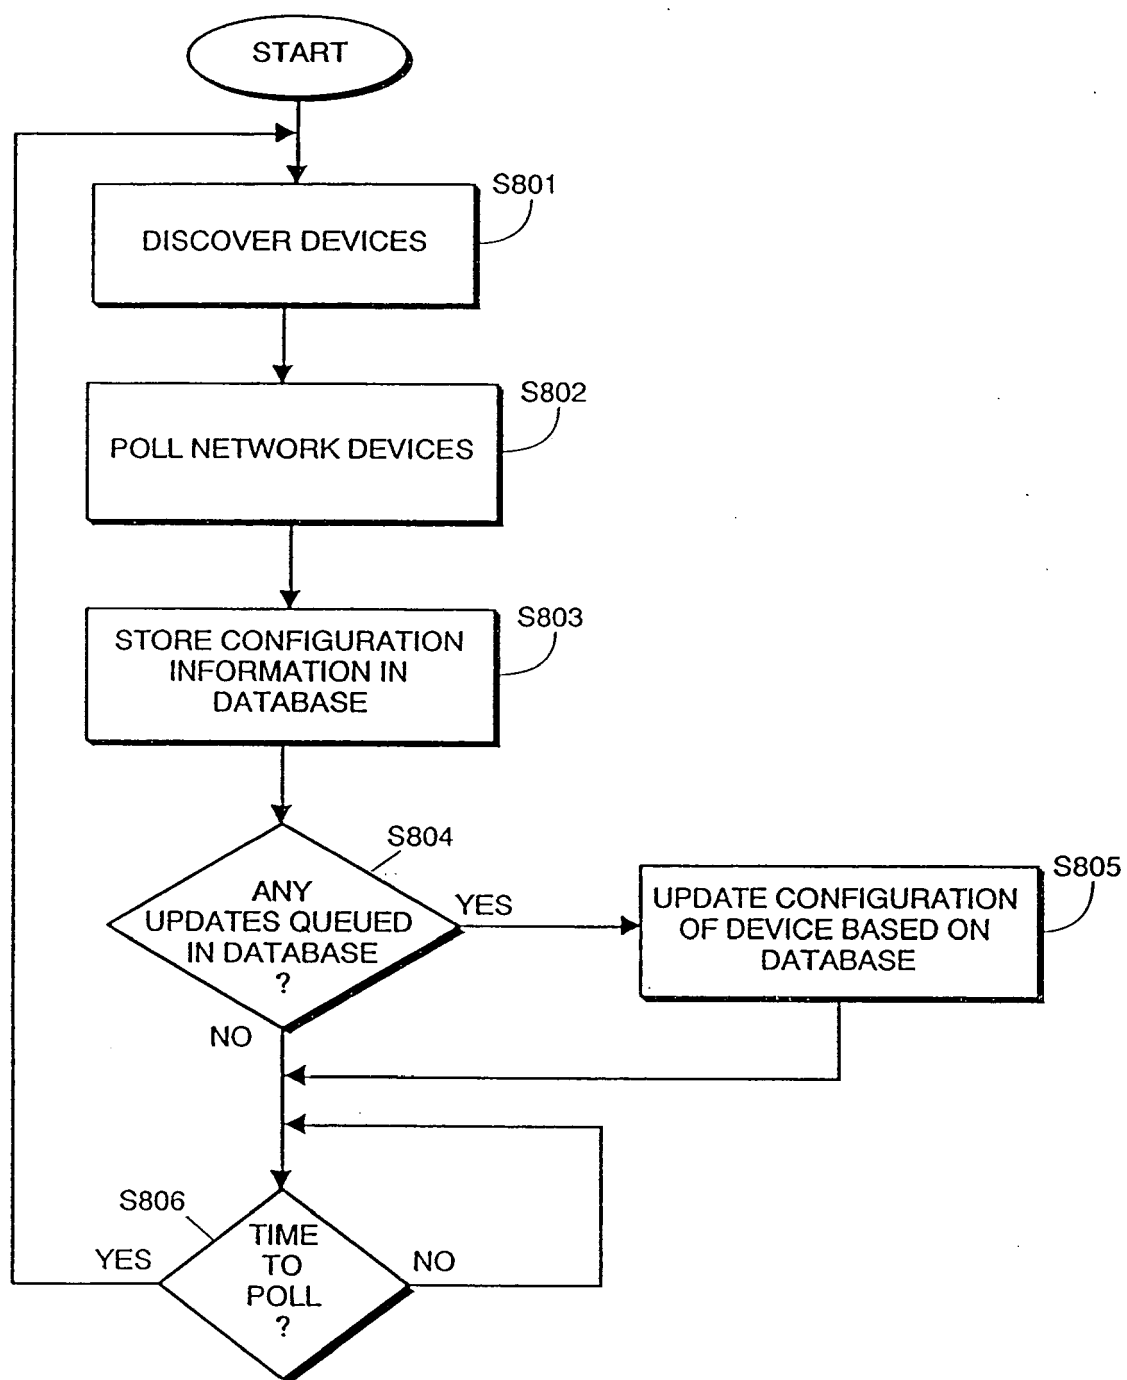 START
S801
DISCOVER DEVICES
S802
POLL NETWORK DEVICES
S803
STORE CONFIGURATION
INFORMATION IN
DATABASE
S804
ANY
UPDATES QUEUED
IN DATABASE
?
YES
NO
S805
UPDATE CONFIGURATION
OF DEVICE BASED ON
DATABASE
S806
TIME
TO
POLL
?
YES
NO